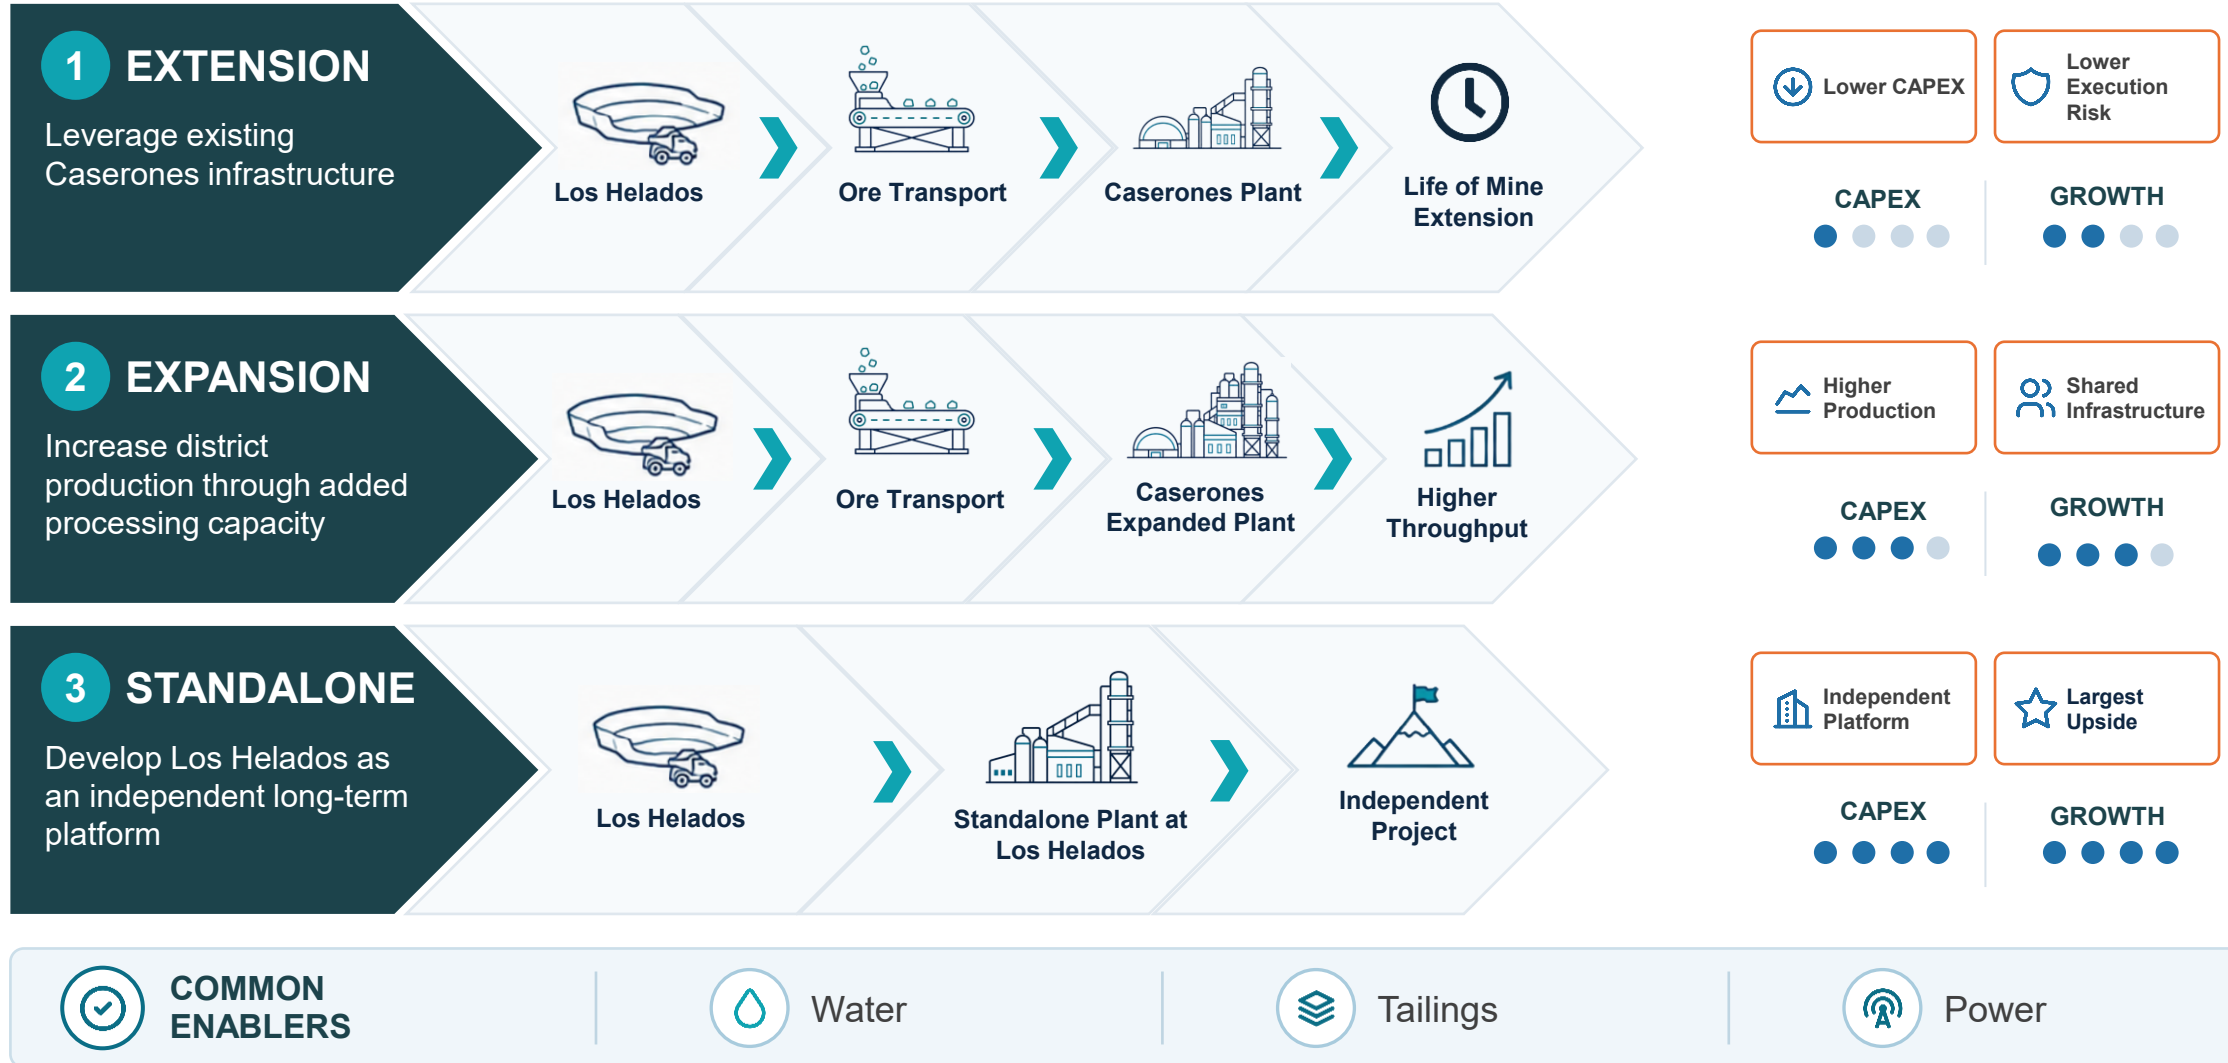 1 EXTENSION
Leverage existing
Caserones infrastructure
Los Helados
Ore Transport
Caserones Plant
Life of Mine
Extension
Lower CAPEX
Lower
Execution
Risk
CAPEX
GROWTH
2 EXPANSION
Increase district
production through added
processing capacity
Los Helados
Ore Transport
Caserones
Expanded Plant
Higher
Throughput
Higher
Production
Shared
Infrastructure
CAPEX
GROWTH
3 STANDALONE
Develop Los Helados as
an independent long-term
platform
Los Helados
Standalone Plant at
Los Helados
Independent
Project
Independent
Platform
Largest
Upside
CAPEX
GROWTH
COMMON
ENABLERS
Water
Tailings
Power